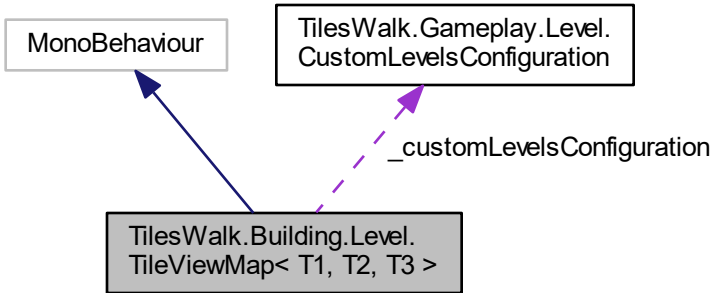 MonoBehaviour
TilesWalk.Gameplay.Level.
CustomLevelsConfiguration
_customLevelsConfiguration
TilesWalk.Building.Level.
TileViewMap< T1, T2, T3 >